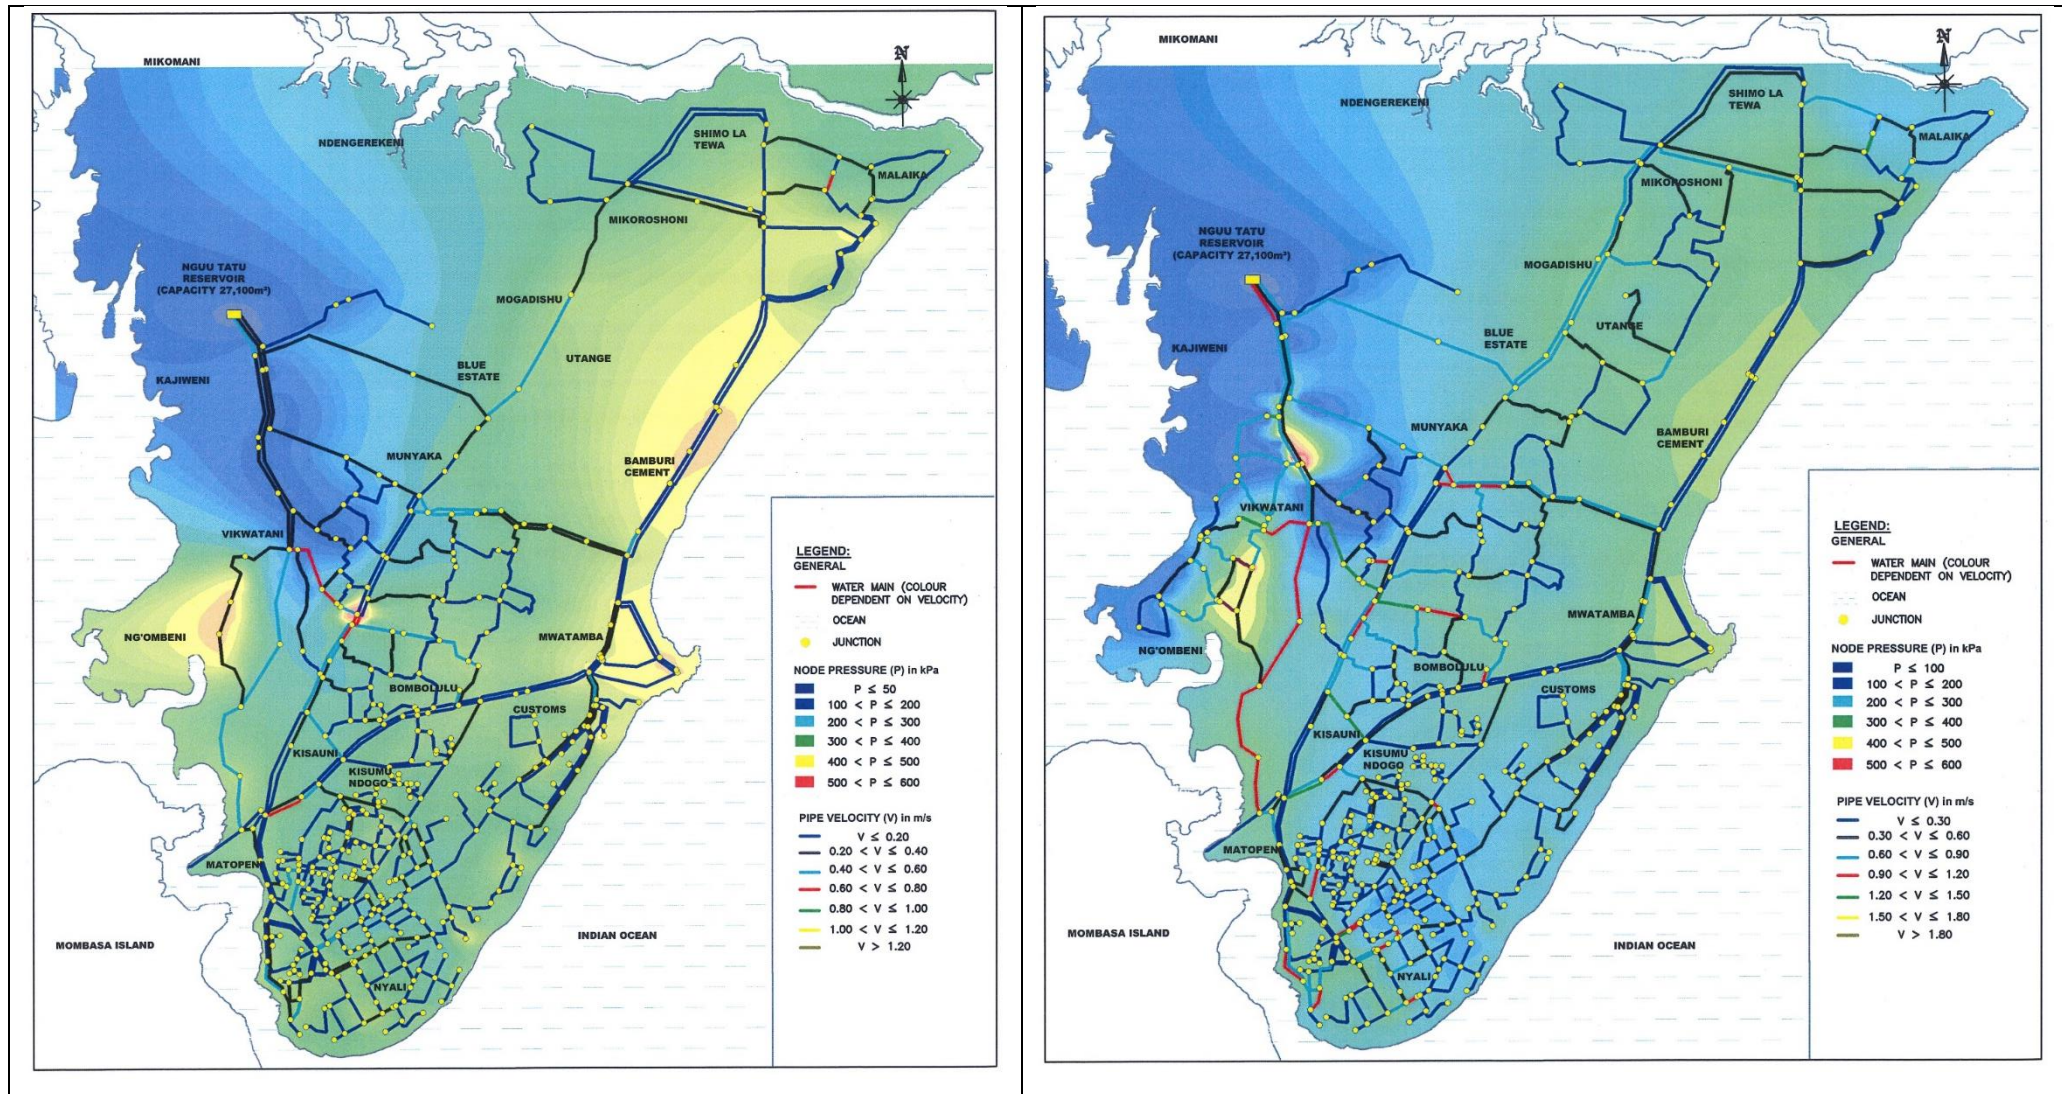 MIKOMANI
N
NDENGEREKENI
SHIMO LA
TEWA
MALAIKA
MIKOROSHONI
NGUU TATU
RESERVOIR
(CAPACITY 27,100m³)
MOGADISHU
UTANGE
BLUE
ESTATE
KAJIWENI
MUNYAKA
BAMBURI
CEMENT
VIKWATANI
NG'OMBENI
MWATAMBA
BOMBOLULU
CUSTOMS
KISAUNI
KISUMU
NDOGO
MATOPEN
MOMBASA ISLAND
INDIAN OCEAN
NYALI
LEGEND:
GENERAL
WATER MAIN (COLOUR
DEPENDENT ON VELOCITY)
OCEAN
JUNCTION
NODE PRESSURE (P) in kPa
P ≤ 50
100 < P ≤ 200
200 < P ≤ 300
300 < P ≤ 400
400 < P ≤ 500
500 < P ≤ 600
PIPE VELOCITY (V) in m/s
V ≤ 0.20
0.20 < V ≤ 0.40
0.40 < V ≤ 0.60
0.60 < V ≤ 0.80
0.80 < V ≤ 1.00
1.00 < V ≤ 1.20
V > 1.20
MIKOMANI
N
NDENGEREKENI
SHIMO LA
TEWA
MALAIKA
MIKOROSHONI
NGUU TATU
RESERVOIR
(CAPACITY 27,100m³)
MOGADISHU
UTANGE
BLUE
ESTATE
KAJIWENI
MUNYAKA
BAMBURI
CEMENT
VIKWATANI
NG'OMBENI
MWATAMBA
BOMBOLULU
CUSTOMS
KISAUNI
KISUMU
NDOGO
MATOPEN
MOMBASA ISLAND
INDIAN OCEAN
NYALI
LEGEND:
GENERAL
WATER MAIN (COLOUR
DEPENDENT ON VELOCITY)
OCEAN
JUNCTION
NODE PRESSURE (P) in kPa
P ≤ 100
100 < P ≤ 200
200 < P ≤ 300
300 < P ≤ 400
400 < P ≤ 500
500 < P ≤ 600
PIPE VELOCITY (V) in m/s
V ≤ 0.30
0.30 < V ≤ 0.60
0.60 < V ≤ 0.90
0.90 < V ≤ 1.20
1.20 < V ≤ 1.50
1.50 < V ≤ 1.80
V > 1.80